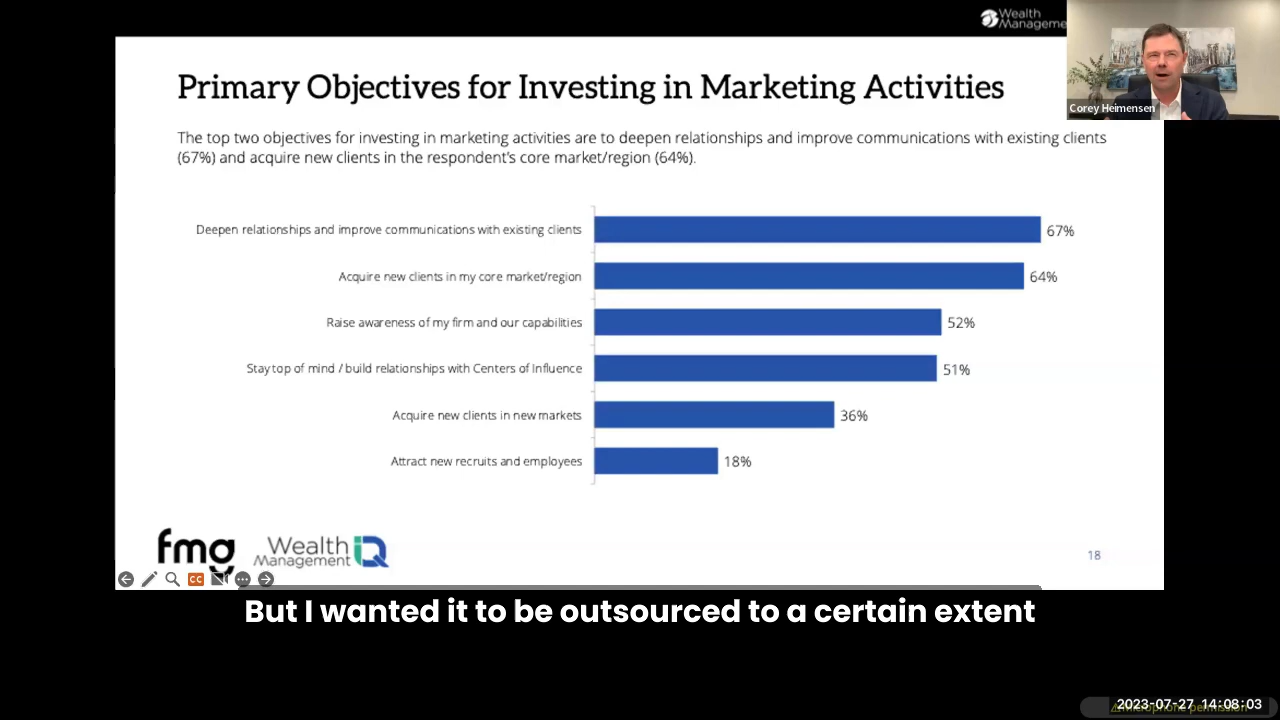 Wealth
Manageme
Corey Heimensen
Primary Objectives for Investing in Marketing Activities
The top two objectives for investing in marketing activities are to deepen relationships and improve communications with existing clients
(67%) and acquire new clients in the respondent's core market/region (64%).
Deepen relationships and improve communications with existing clients 67%
Acquire new clients in my core market/region 64%
Raise awareness of my firm and our capabilities 52%
Stay top of mind / build relationships with Centers of Influence 51%
Acquire new clients in new markets 36%
Attract new recruits and employees 18%
fmg
Wealth
Management IQ
18
CC
But I wanted it to be outsourced to a certain extent
2023-07-27 14:08:03